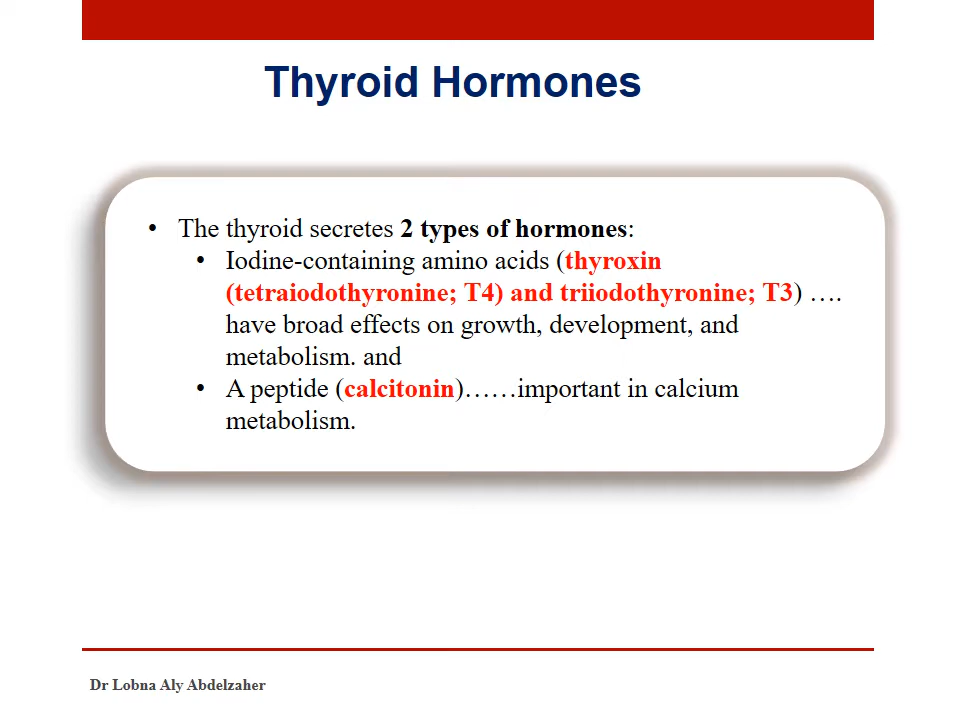 Thyroid Hormones
• The thyroid secretes 2 types of hormones:
• Iodine-containing amino acids (thyroxin
(tetraiodothyronine; T4) and triiodothyronine; T3) ….
have broad effects on growth, development, and
metabolism. and
• A peptide (calcitonin)……important in calcium
metabolism.
Dr Lobna Aly Abdelzaher